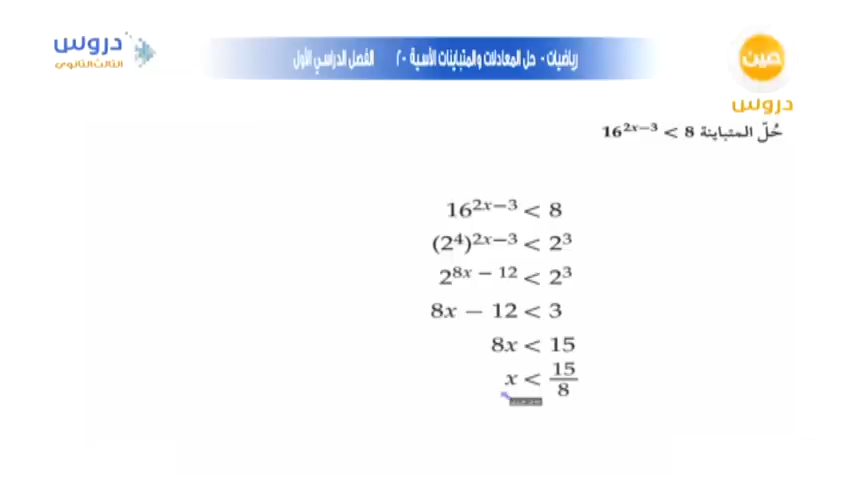 دروس
الثالث الثانوي
رياضيات - حل المعادلات والمتباينات الأسية - ٢ الفصل الدراسي الأول
عين
دروس
حُلّ المتباينة 16^{2x−3} < 8
16^{2x−3} < 8
(2^4)^{2x−3} < 2^3
2^{8x − 12} < 2^3
8x − 12 < 3
8x < 15
x < \frac{15}{8}